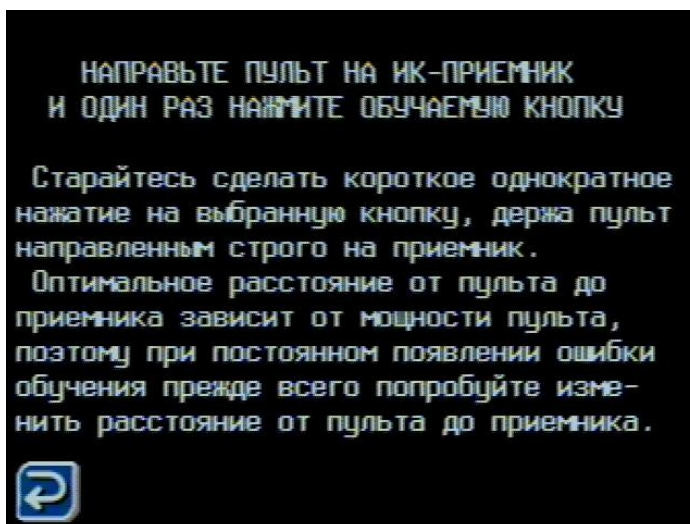 НАПРАВЬТЕ ПУЛЬТ НА ИК-ПРИЕМНИК
И ОДИН РАЗ НАЖМИТЕ ОБУЧАЕМУЮ КНОПКУ
Старайтесь сделать короткое однократное
нажатие на выбранную кнопку, держа пульт
направленным строго на приемник.
Оптимальное расстояние от пульта до
приемника зависит от мощности пульта,
поэтому при постоянном появлении ошибки
обучения прежде всего попробуйте изме-
нить расстояние от пульта до приемника.